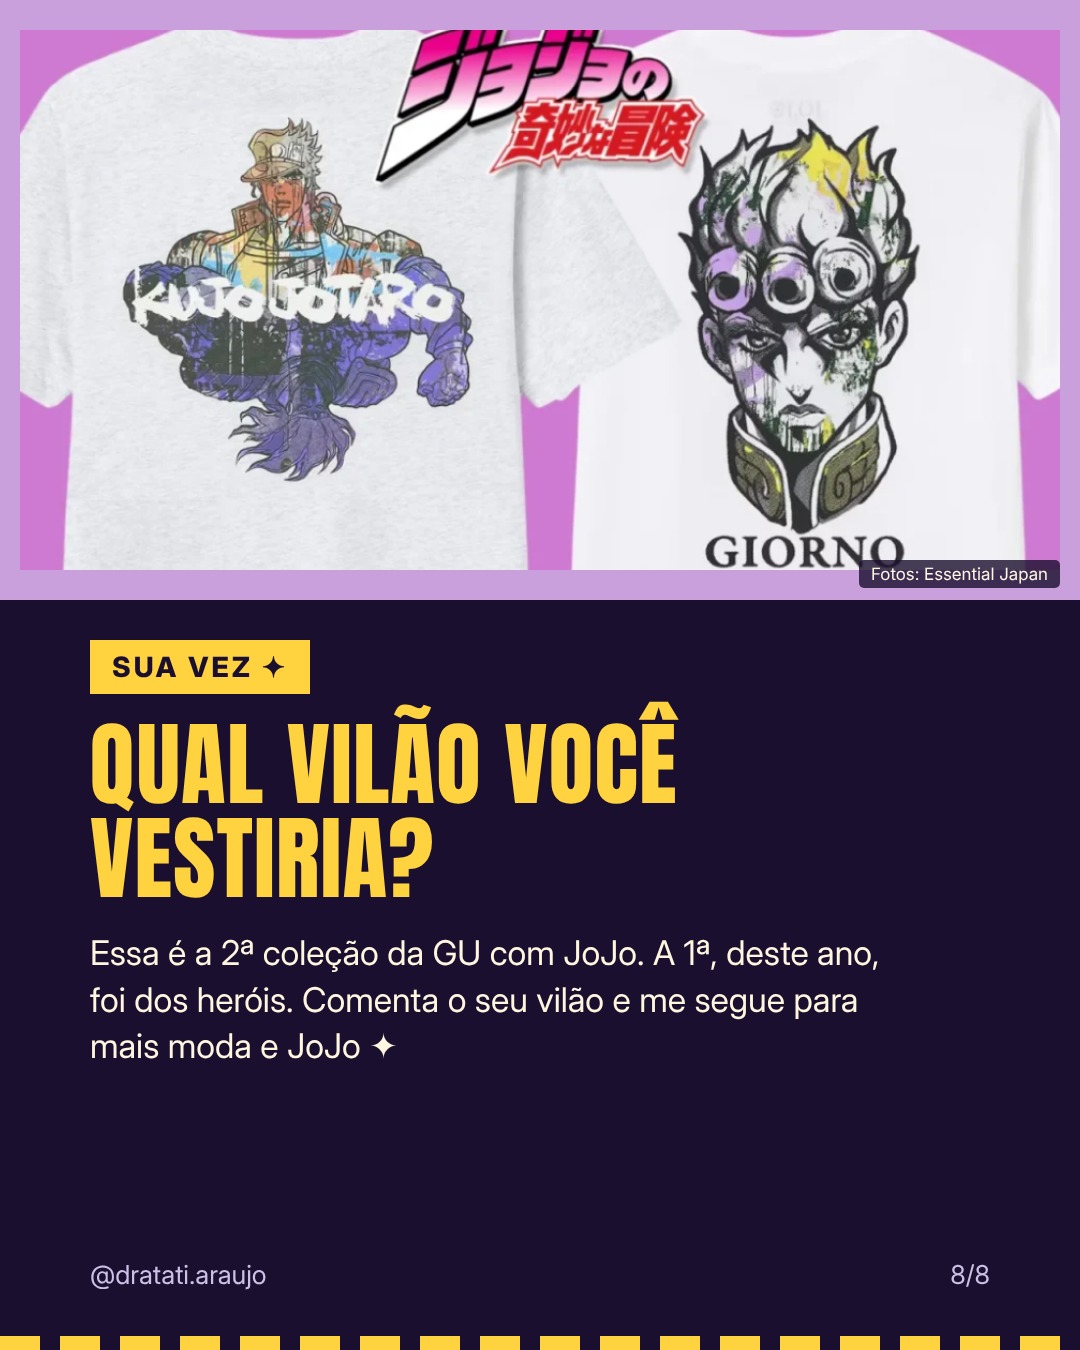 ジョジョの
奇妙な冒険
KUJO JOTARO
GIORNO
Fotos: Essential Japan
SUA VEZ ✦
QUAL VILÃO VOCÊ
VESTIRIA?
Essa é a 2ª coleção da GU com JoJo. A 1ª, deste ano,
foi dos heróis. Comenta o seu vilão e me segue para
mais moda e JoJo ✦
@dratati.araujo
8/8